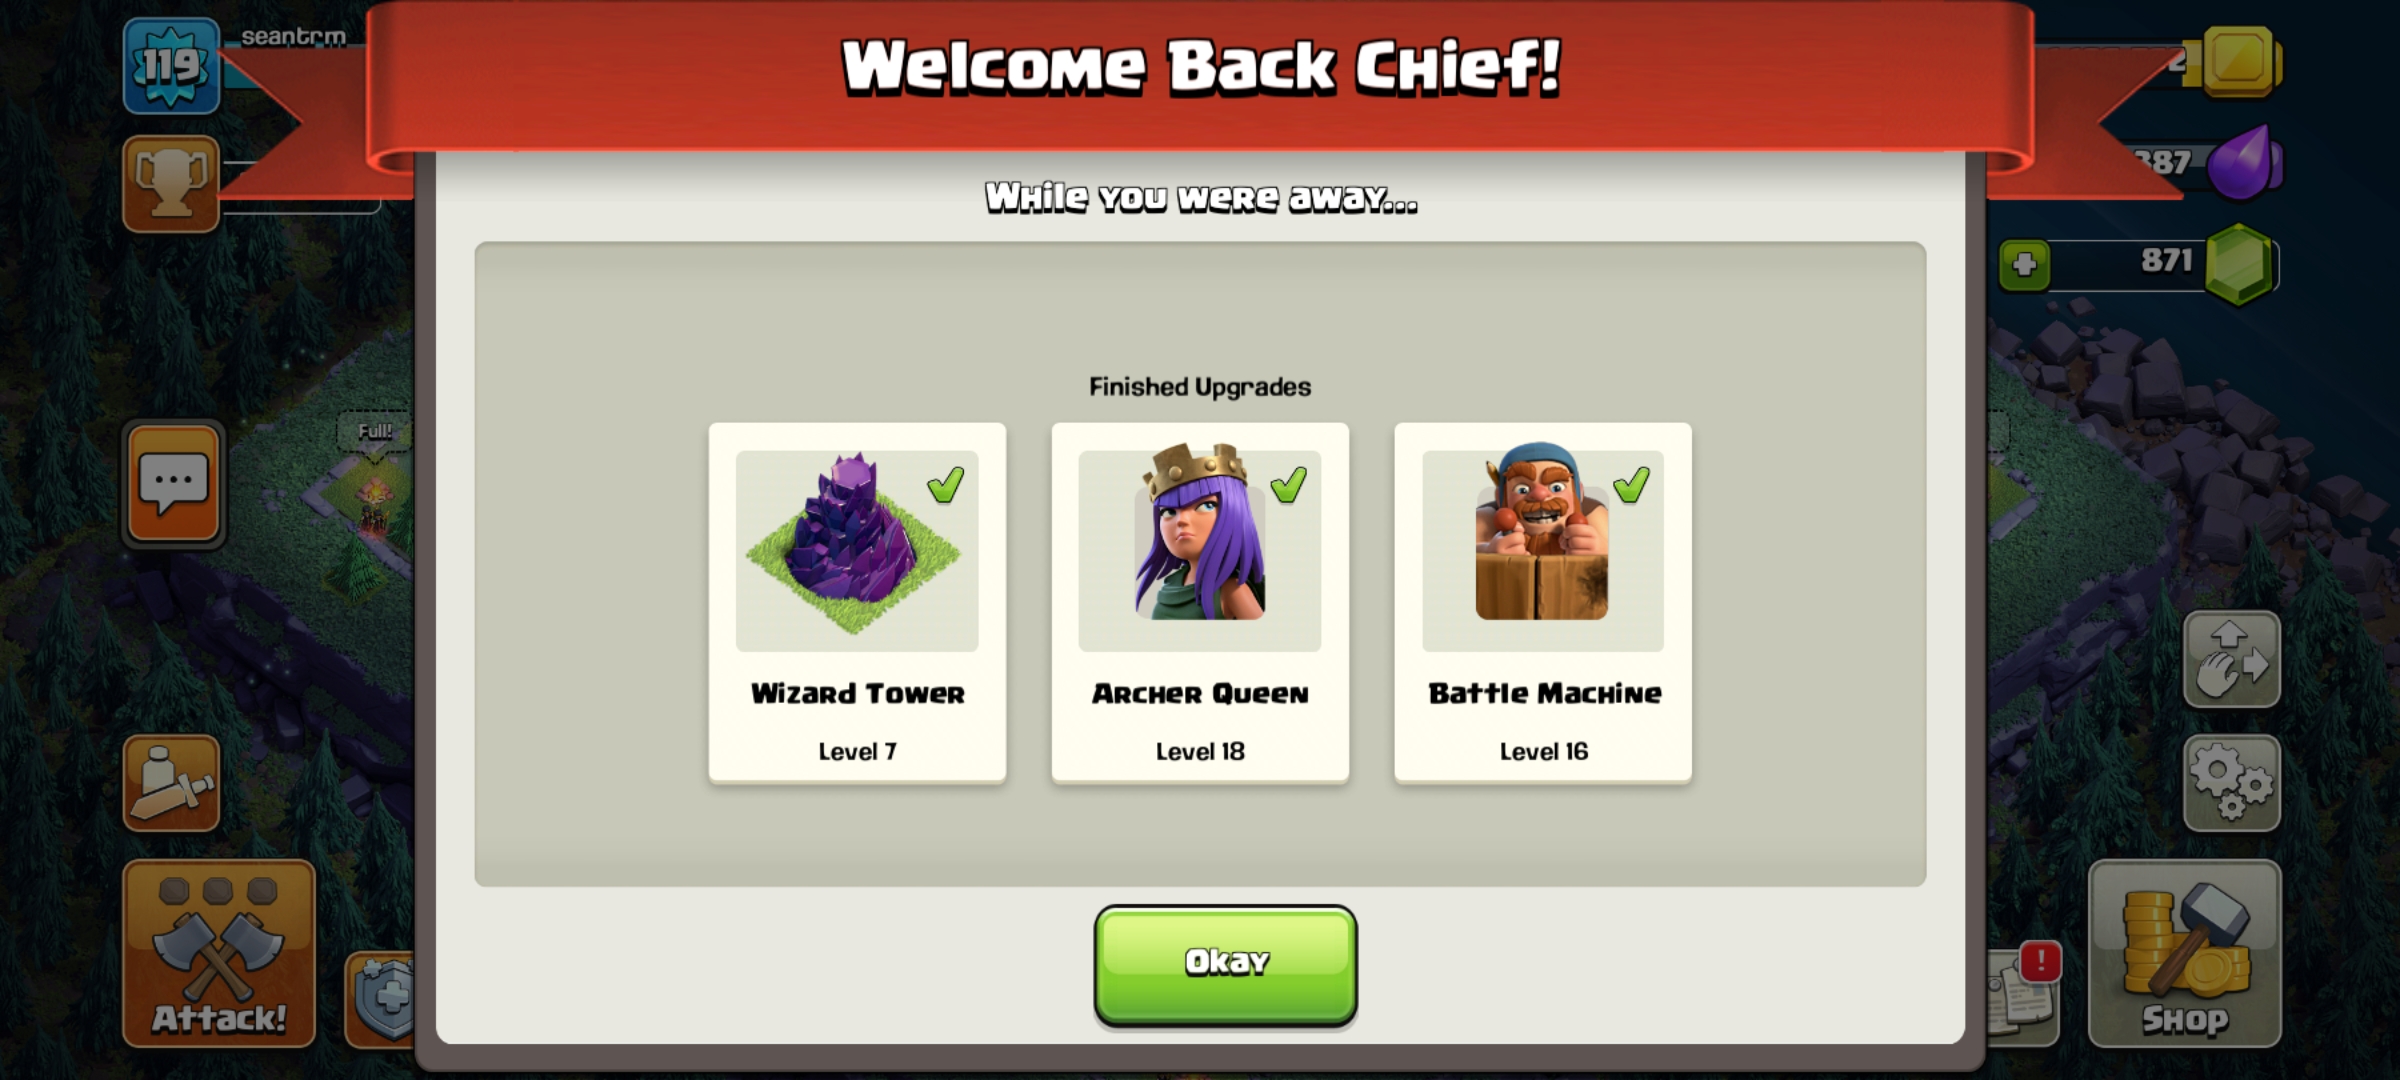 119
seantrm
Welcome Back Chief!
While you were away...
387
871
Full!
Finished Upgrades
Wizard Tower
Level 7
Archer Queen
Level 18
Battle Machine
Level 16
Okay
Attack!
!
Shop